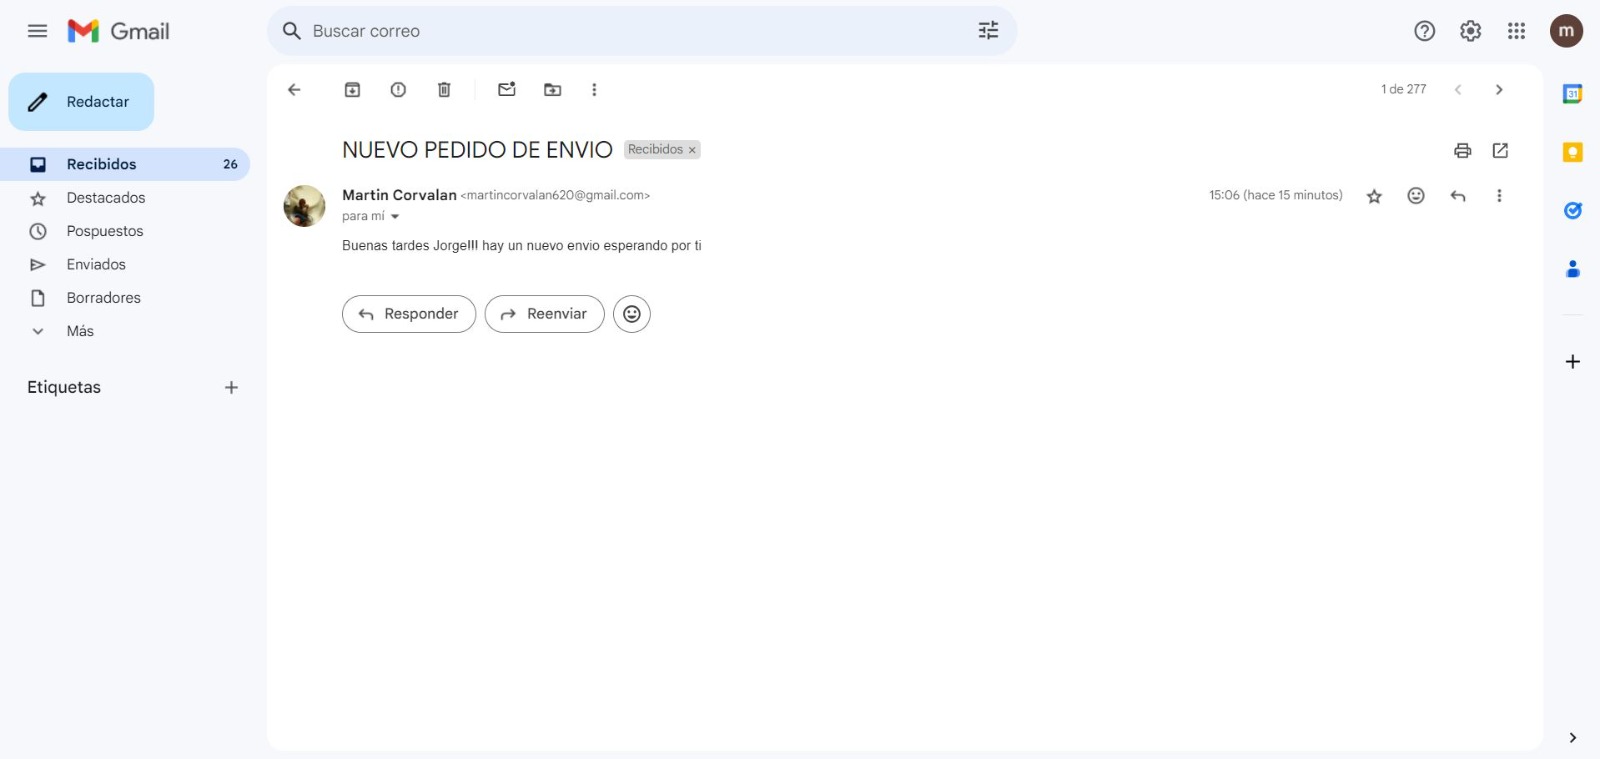 Gmail
Buscar correo
m
Redactar
1 de 277
31
Recibidos 26
Destacados
Pospuestos
Enviados
Borradores
Más
Etiquetas
NUEVO PEDIDO DE ENVIO Recibidos ×
Martin Corvalan <martincorvalan620@gmail.com> 15:06 (hace 15 minutos)
para mí
Buenas tardes Jorge!!! hay un nuevo envio esperando por ti
Responder Reenviar